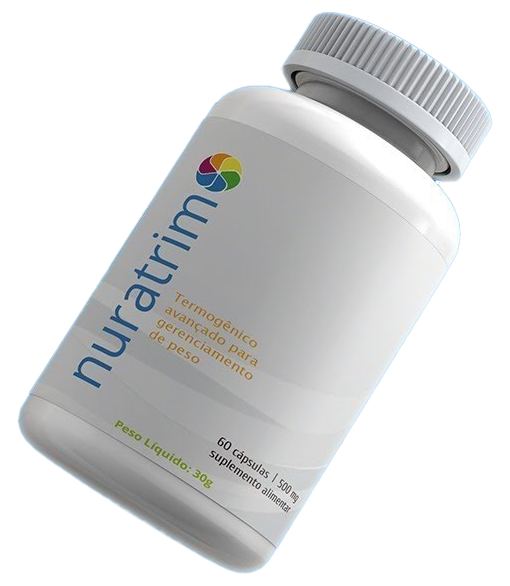 nuratrim
Termogênico
avançado para
gerenciamento
de peso
Peso Líquido: 30g
60 cápsulas | 500 mg
suplemento alimentar